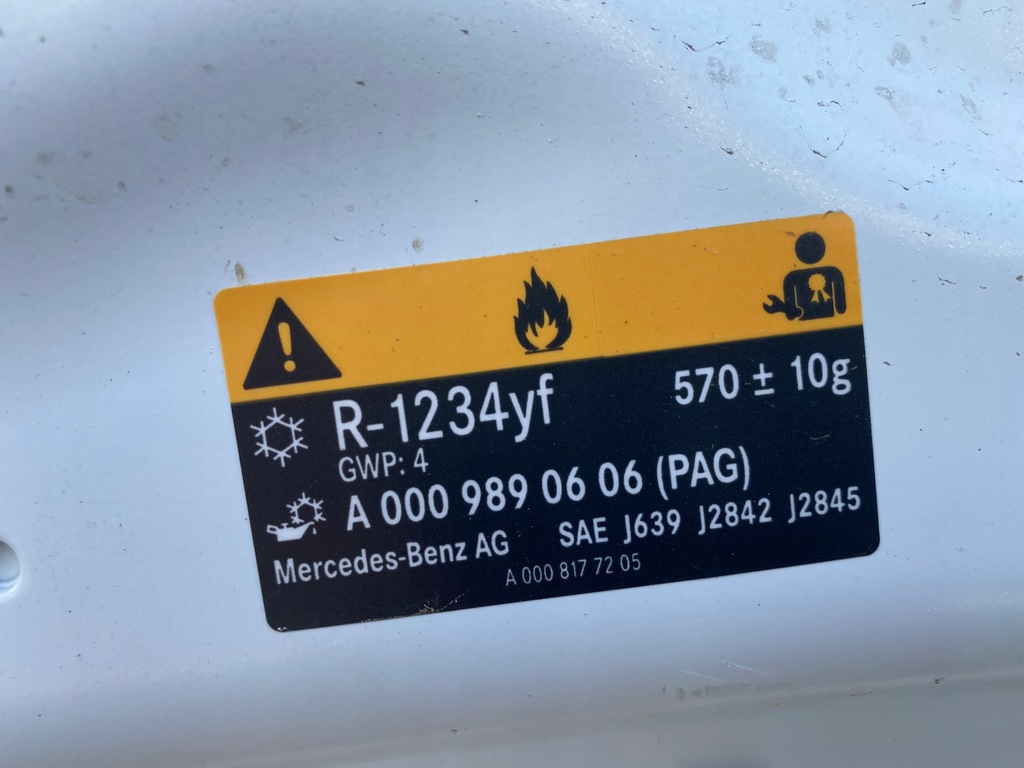 R-1234yf 570 ± 10g
GWP: 4
A 000 989 06 06 (PAG)
Mercedes-Benz AG SAE J639 J2842 J2845
A 000 817 72 05